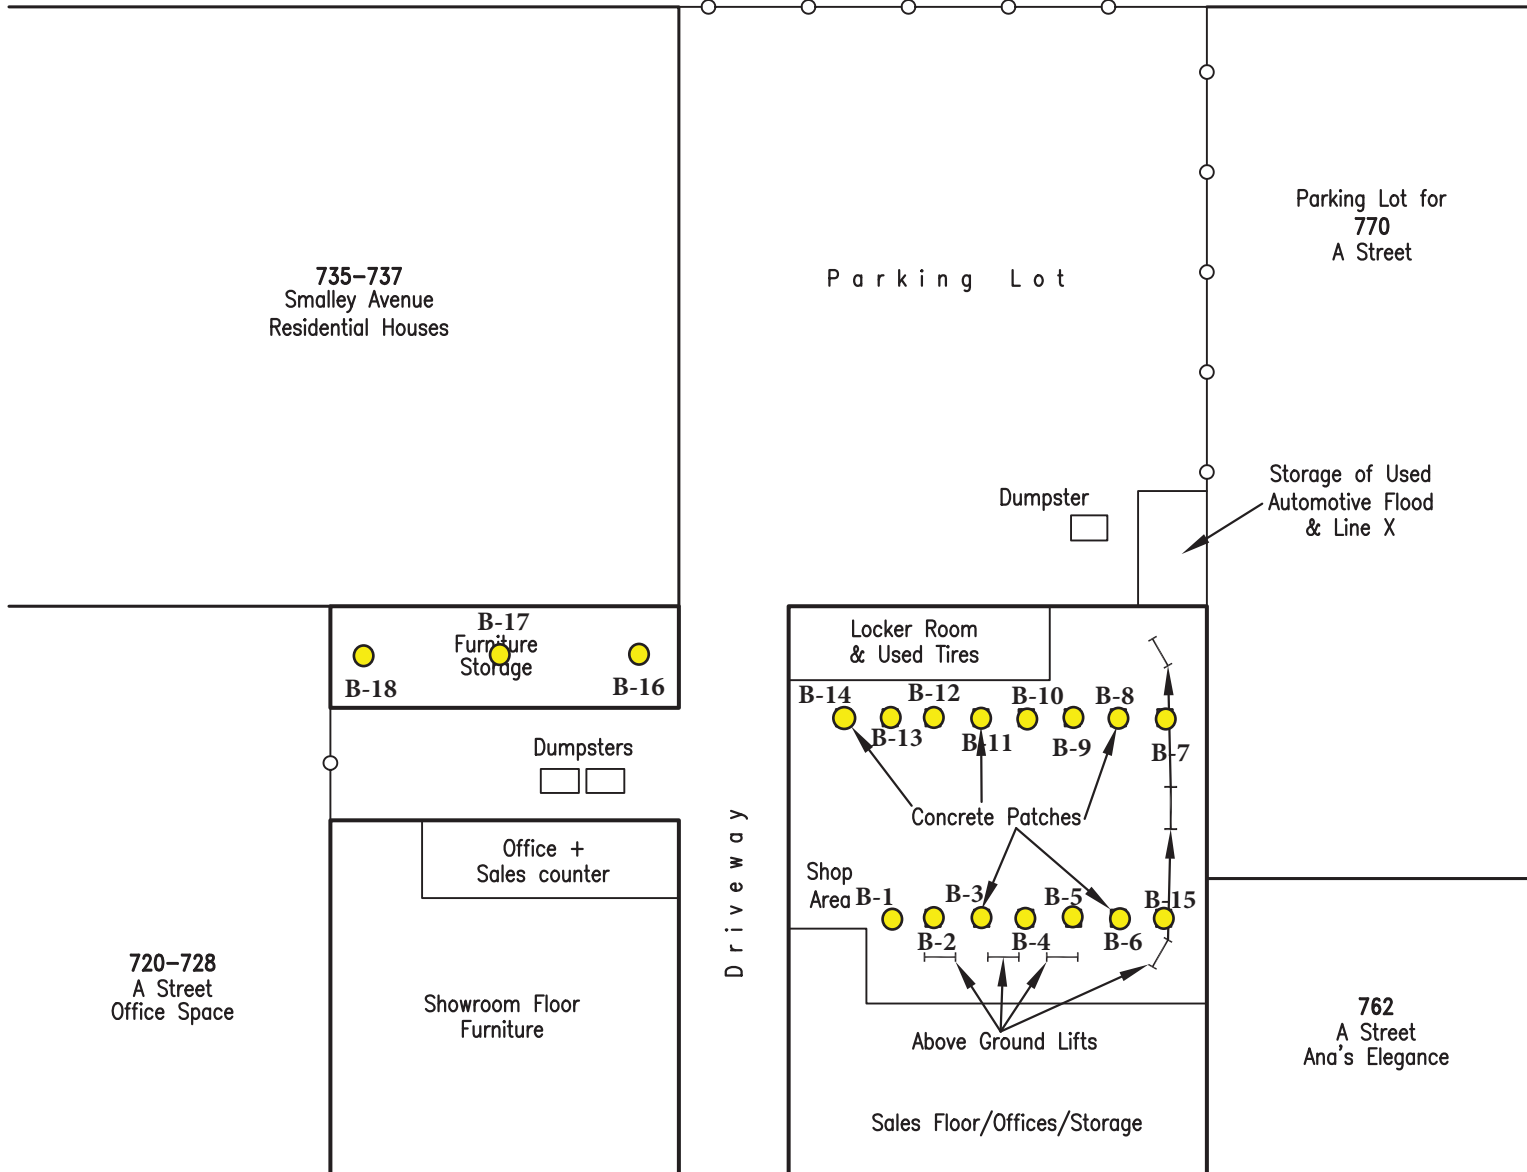 735-737
Smalley Avenue
Residential Houses
Parking Lot
Parking Lot for
770
A Street
Dumpster
Storage of Used
Automotive Flood
& Line X
B-17
Furniture
Storage
B-18
B-16
Locker Room
& Used Tires
B-14
B-12
B-10
B-8
B-13
B-11
B-9
B-7
Dumpsters
Concrete Patches
Office +
Sales counter
Driveway
Shop
Area
B-1
B-3
B-5
B-15
B-2
B-4
B-6
720-728
A Street
Office Space
Showroom Floor
Furniture
Above Ground Lifts
762
A Street
Ana's Elegance
Sales Floor/Offices/Storage